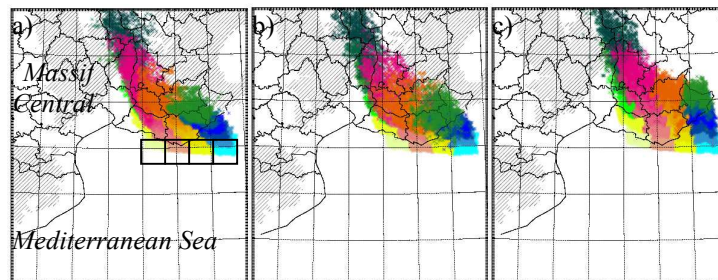 a)
b)
c)
Massif
Central
Mediterranean Sea